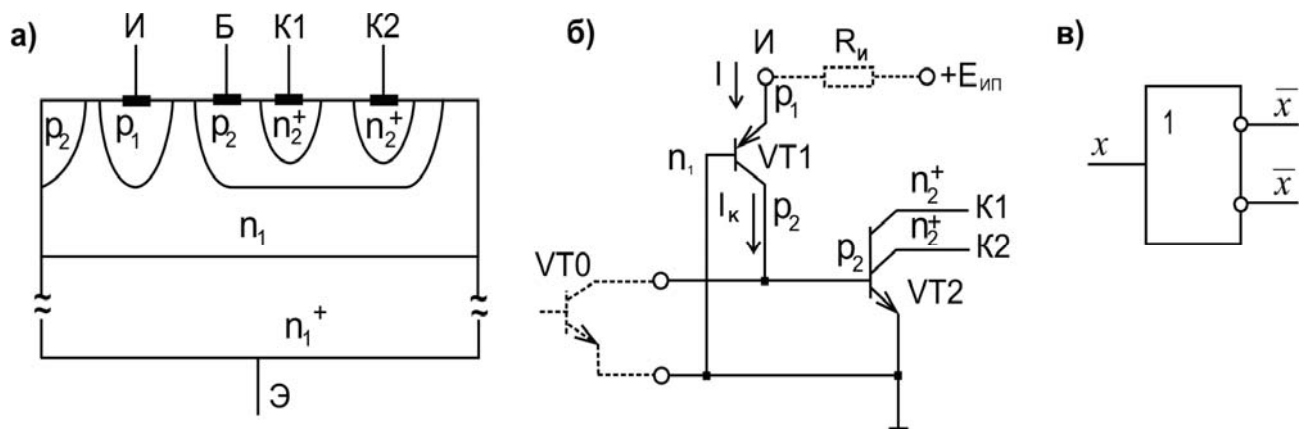 а)
И Б К1 К2
p₂ p₁ p₂ n₂⁺ n₂⁺
n₁
n₁⁺
Э
б)
И Rи
+Eип
I
p₁
n₁ VT1
Iк p₂
n₂⁺ К1
n₂⁺ К2
p₂
VT2
VT0
в)
1
x
x̅
x̅